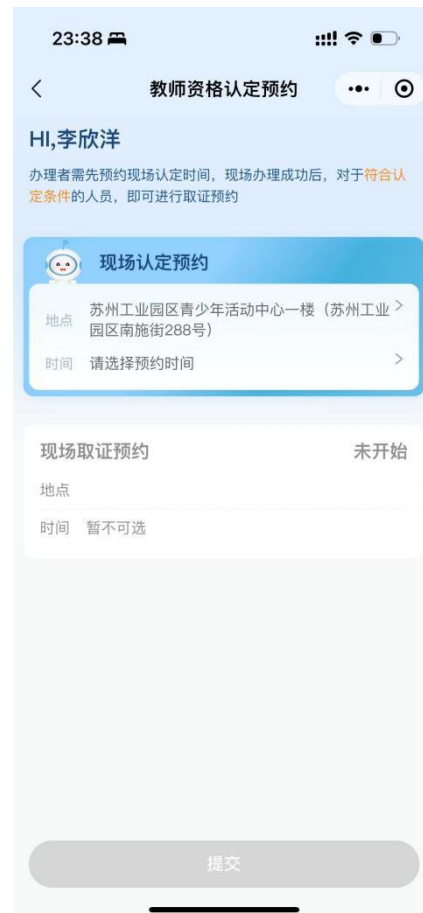 23:38
教师资格认定预约
HI,李欣洋
办理者需先预约现场认定时间，现场办理成功后，对于符合认
定条件的人员，即可进行取证预约
现场认定预约
地点 苏州工业园区青少年活动中心一楼（苏州工业
园区南施街288号）
时间 请选择预约时间
现场取证预约 未开始
地点
时间 暂不可选
提交